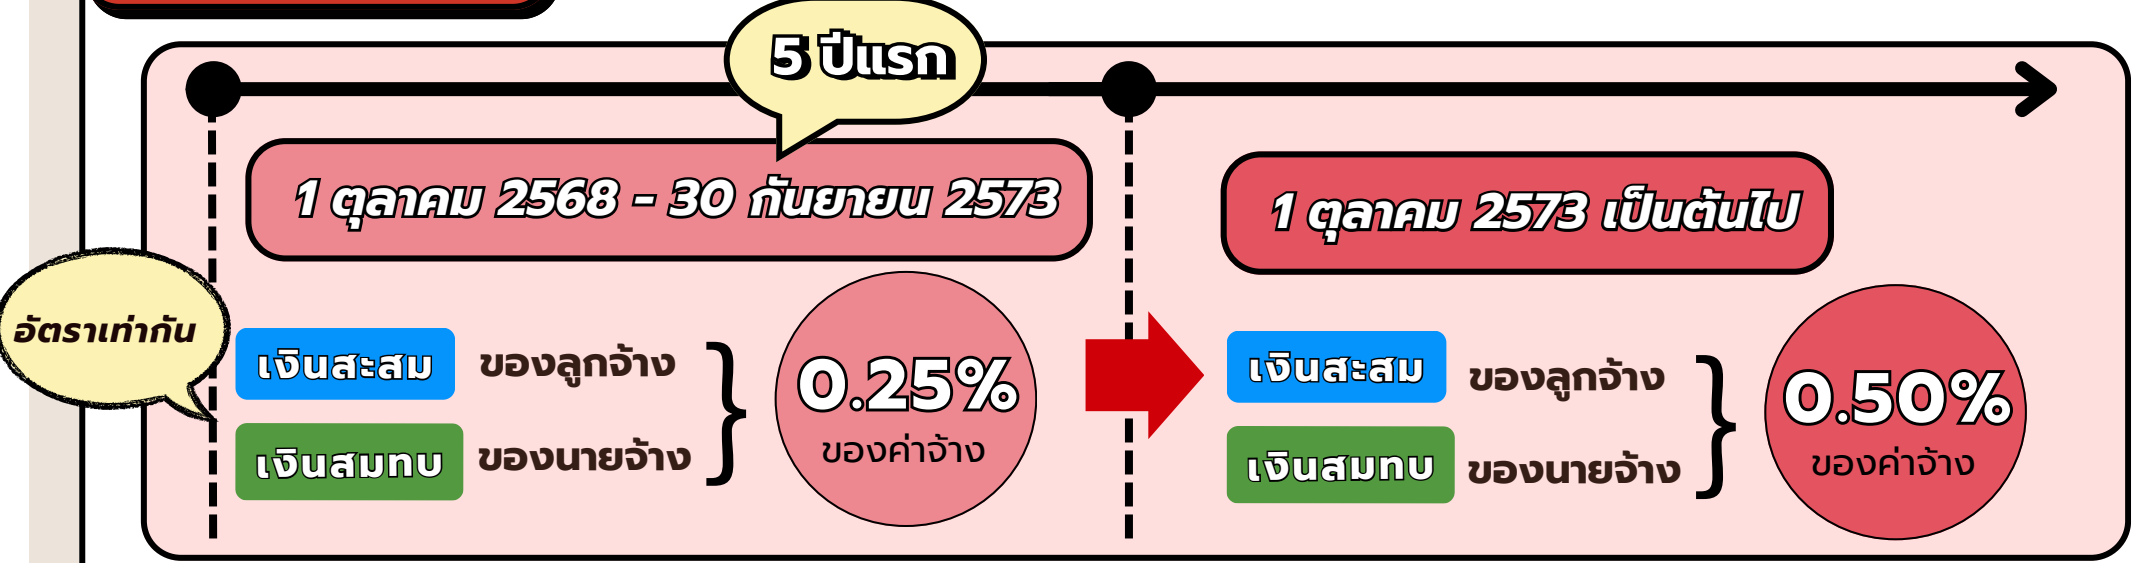 5 ปีแรก
1 ตุลาคม 2568 - 30 กันยายน 2573
1 ตุลาคม 2573 เป็นต้นไป
อัตราเท่ากัน
เงินสะสม ของลูกจ้าง
เงินสมทบ ของนายจ้าง
0.25%
ของค่าจ้าง
เงินสะสม ของลูกจ้าง
เงินสมทบ ของนายจ้าง
0.50%
ของค่าจ้าง